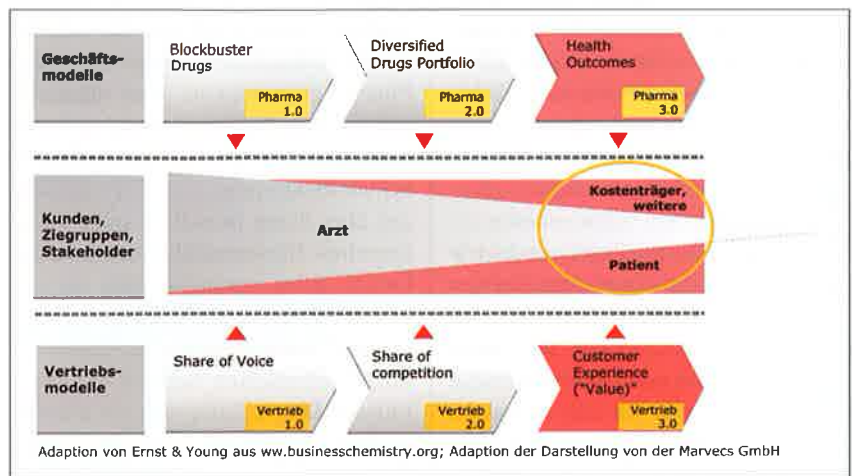 Geschäfts-
modelle
Blockbuster
Drugs
Pharma
1.0
Diversified
Drugs Portfolio
Pharma
2.0
Health
Outcomes
Pharma
3.0
Kunden,
Ziegruppen,
Stakeholder
Arzt
Kostenträger,
weitere
Patient
Vertriebs-
modelle
Share of Voice
Vertrieb
1.0
Share of
competition
Vertrieb
2.0
Customer
Experience
("Value)"
Vertrieb
3.0
Adaption von Ernst & Young aus ww.businesschemistry.org; Adaption der Darstellung von der Marvecs GmbH